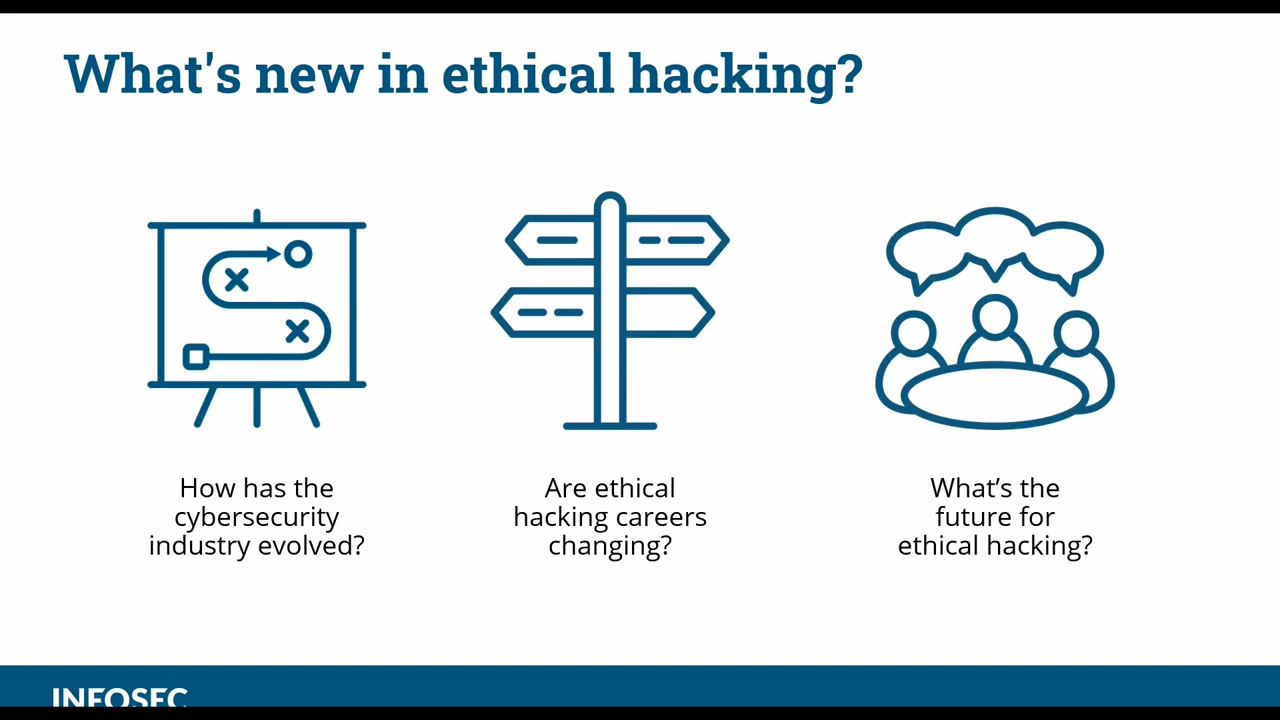 What's new in ethical hacking?
How has the
cybersecurity
industry evolved?
Are ethical
hacking careers
changing?
What’s the
future for
ethical hacking?
INFOSEC